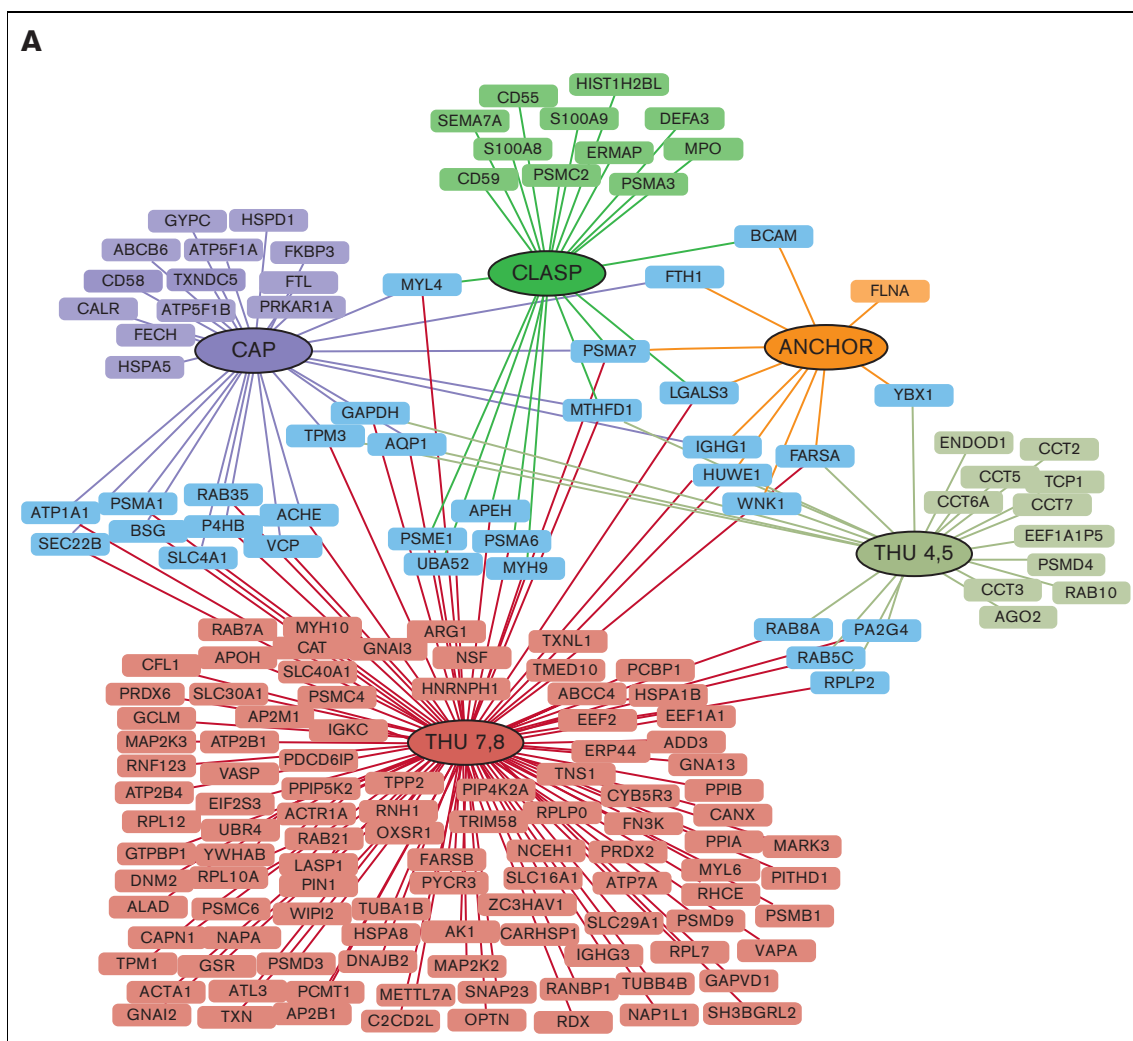 A
HIST1H2BL
CD55
SEMA7A
S100A9
DEFA3
S100A8
ERMAP
MPO
CD59
PSMC2
PSMA3
GYPC
HSPD1
ABCB6
ATP5F1A
FKBP3
CD58
TXNDC5
FTL
CALR
ATP5F1B
PRKAR1A
FECH
HSPA5
CAP
MYL4
CLASP
BCAM
FTH1
FLNA
ANCHOR
PSMA7
LGALS3
YBX1
GAPDH
MTHFD1
TPM3
AQP1
IGHG1
FARSA
HUWE1
WNK1
ENDOD1
CCT2
CCT5
TCP1
CCT6A
CCT7
EEF1A1P5
THU 4,5
PSMD4
CCT3
RAB10
AGO2
ATP1A1
PSMA1
RAB35
ACHE
SEC22B
BSG
P4HB
SLC4A1
VCP
APEH
PSME1
PSMA6
UBA52
MYH9
RAB8A
PA2G4
RAB5C
RPLP2
RAB7A
MYH10
ARG1
TXNL1
CAT
GNAI3
CFL1
APOH
NSF
TMED10
PCBP1
SLC40A1
PRDX6
SLC30A1
PSMC4
HNRNPH1
ABCC4
HSPA1B
GCLM
AP2M1
IGKC
EEF2
EEF1A1
MAP2K3
ATP2B1
THU 7,8
ERP44
ADD3
RNF123
VASP
PDCD6IP
TNS1
GNA13
ATP2B4
PPIP5K2
TPP2
PIP4K2A
CYB5R3
PPIB
EIF2S3
RPL12
ACTR1A
RNH1
TRIM58
RPLP0
FN3K
CANX
UBR4
RAB21
OXSR1
PPIA
MARK3
GTPBP1
YWHAB
LASP1
FARSB
NCEH1
PRDX2
DNM2
RPL10A
PIN1
PYCR3
SLC16A1
ATP7A
MYL6
PITHD1
RHCE
ALAD
PSMC6
WIPI2
TUBA1B
ZC3HAV1
SLC29A1
PSMD9
PSMB1
CAPN1
NAPA
HSPA8
AK1
CARHSP1
IGHG3
RPL7
VAPA
TPM1
GSR
PSMD3
DNAJB2
MAP2K2
ACTA1
ATL3
PCMT1
METTL7A
SNAP23
RANBP1
TUBB4B
GAPVD1
GNAI2
TXN
AP2B1
C2CD2L
OPTN
RDX
NAP1L1
SH3BGRL2